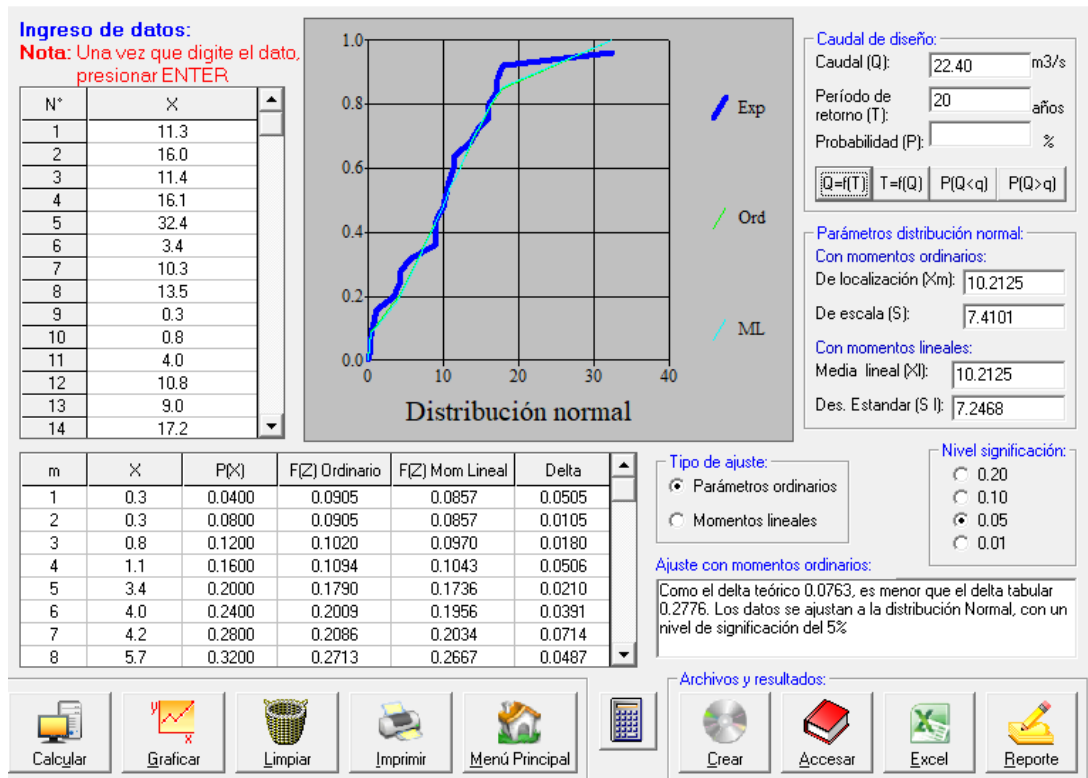 Ingreso de datos:
Nota: Una vez que digite el dato,
presionar ENTER
N° X
1 11.3
2 16.0
3 11.4
4 16.1
5 32.4
6 3.4
7 10.3
8 13.5
9 0.3
10 0.8
11 4.0
12 10.8
13 9.0
14 17.2
1.0
0.8
0.6
0.4
0.2
0.0
0 10 20 30 40
Distribución normal
Exp
Ord
ML
Caudal de diseño:
Caudal (Q): 22.40 m3/s
Período de
retorno (T): 20 años
Probabilidad (P): %
Q=f(T) T=f(Q) P(Q<q) P(Q>q)
Parámetros distribución normal:
Con momentos ordinarios:
De localización (Xm): 10.2125
De escala (S): 7.4101
Con momentos lineales:
Media lineal (Xl): 10.2125
Des. Estandar (S l): 7.2468
m X P(X) F(Z) Ordinario F(Z) Mom Lineal Delta
1 0.3 0.0400 0.0905 0.0857 0.0505
2 0.3 0.0800 0.0905 0.0857 0.0105
3 0.8 0.1200 0.1020 0.0970 0.0180
4 1.1 0.1600 0.1094 0.1043 0.0506
5 3.4 0.2000 0.1790 0.1736 0.0210
6 4.0 0.2400 0.2009 0.1956 0.0391
7 4.2 0.2800 0.2086 0.2034 0.0714
8 5.7 0.3200 0.2713 0.2667 0.0487
Tipo de ajuste:
Parámetros ordinarios
Momentos lineales
Nivel significación:
0.20
0.10
0.05
0.01
Ajuste con momentos ordinarios:
Como el delta teórico 0.0763, es menor que el delta tabular
0.2776. Los datos se ajustan a la distribución Normal, con un
nivel de significación del 5%
Archivos y resultados:
Calcular Graficar Limpiar Imprimir Menú Principal Crear Accesar Excel Reporte